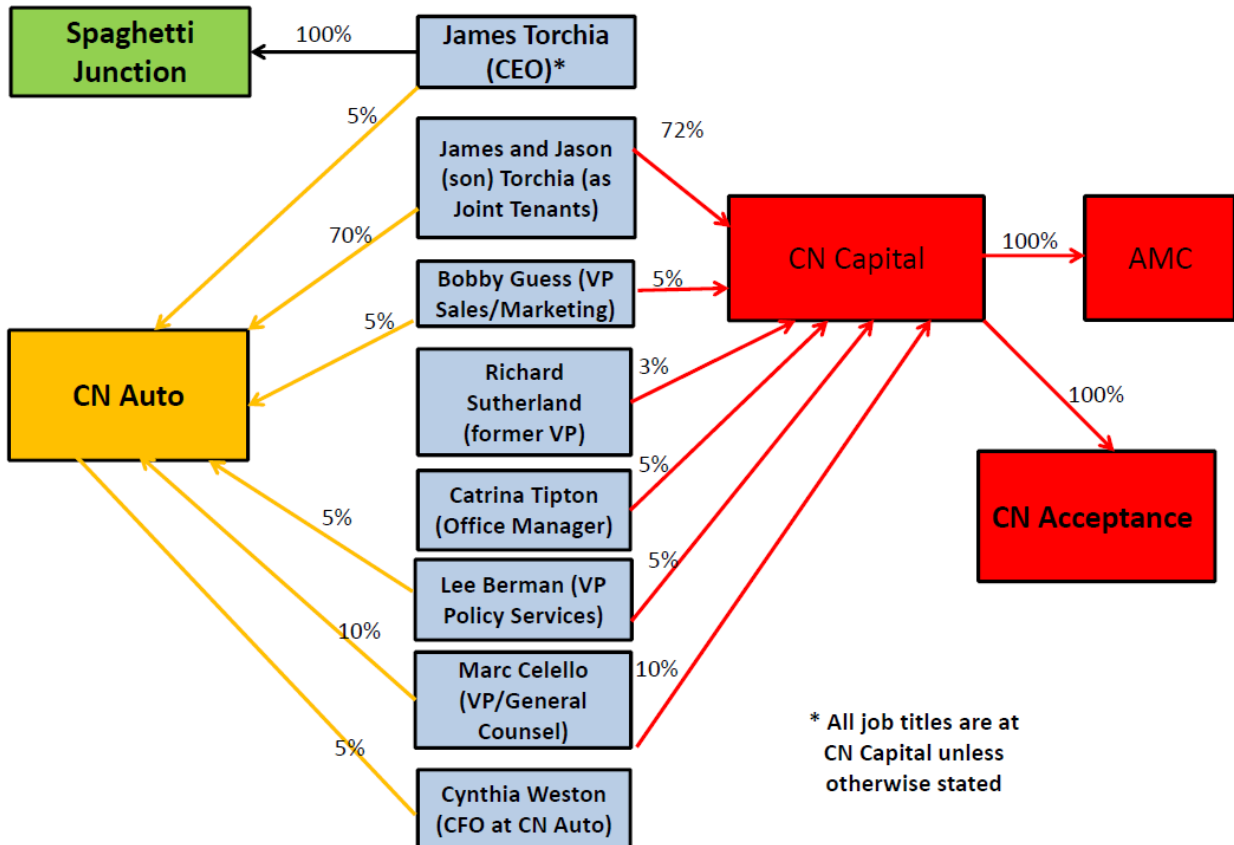 Spaghetti
Junction
100%
James Torchia
(CEO)*
5%
James and Jason
(son) Torchia (as
Joint Tenants)
72%
70%
CN Capital
100%
AMC
Bobby Guess (VP
Sales/Marketing)
5%
5%
CN Auto
Richard
Sutherland
(former VP)
3%
100%
Catrina Tipton
(Office Manager)
5%
CN Acceptance
5%
Lee Berman (VP
Policy Services)
5%
10%
Marc Celello
(VP/General
Counsel)
10%
* All job titles are at
CN Capital unless
otherwise stated
5%
Cynthia Weston
(CFO at CN Auto)